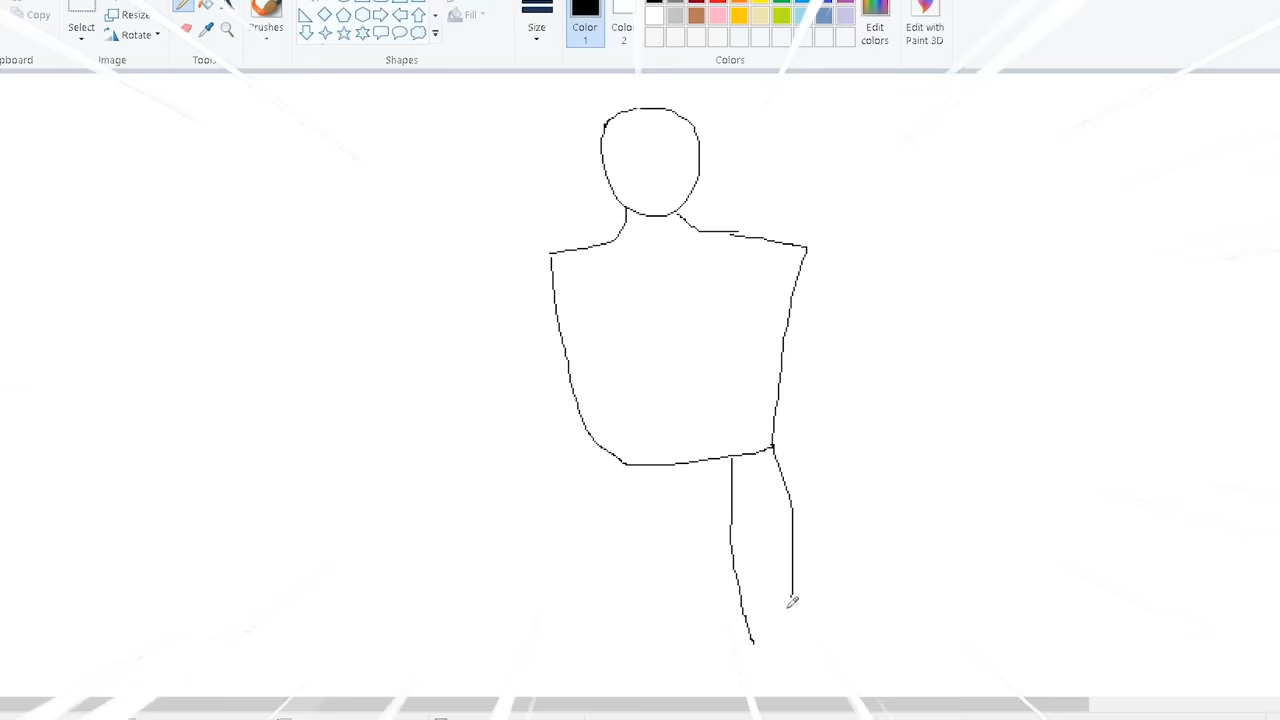 Copy
Resize
Rotate
Select
Brushes
Fill
Size
Color
1
Colo
2
Edit
colors
Edit with
Paint 3D
pboard
Image
Tools
Shapes
Colors